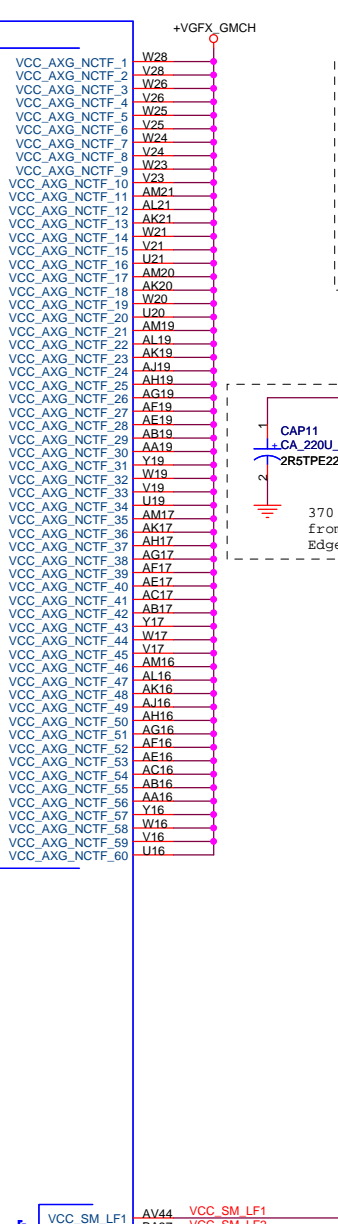 +VGFX_GMCH
VCC_AXG_NCTF_1 W28
VCC_AXG_NCTF_2 V28
VCC_AXG_NCTF_3 W26
VCC_AXG_NCTF_4 V26
VCC_AXG_NCTF_5 W25
VCC_AXG_NCTF_6 V25
VCC_AXG_NCTF_7 W24
VCC_AXG_NCTF_8 V24
VCC_AXG_NCTF_9 W23
VCC_AXG_NCTF_10 V23
VCC_AXG_NCTF_11 AM21
VCC_AXG_NCTF_12 AL21
VCC_AXG_NCTF_13 AK21
VCC_AXG_NCTF_14 W21
VCC_AXG_NCTF_15 V21
VCC_AXG_NCTF_16 U21
VCC_AXG_NCTF_17 AM20
VCC_AXG_NCTF_18 AK20
VCC_AXG_NCTF_19 W20
VCC_AXG_NCTF_20 U20
VCC_AXG_NCTF_21 AM19
VCC_AXG_NCTF_22 AL19
VCC_AXG_NCTF_23 AK19
VCC_AXG_NCTF_24 AJ19
VCC_AXG_NCTF_25 AH19
VCC_AXG_NCTF_26 AG19
VCC_AXG_NCTF_27 AF19
VCC_AXG_NCTF_28 AE19
VCC_AXG_NCTF_29 AB19
VCC_AXG_NCTF_30 AA19
VCC_AXG_NCTF_31 Y19
VCC_AXG_NCTF_32 W19
VCC_AXG_NCTF_33 V19
VCC_AXG_NCTF_34 U19
VCC_AXG_NCTF_35 AM17
VCC_AXG_NCTF_36 AK17
VCC_AXG_NCTF_37 AH17
VCC_AXG_NCTF_38 AG17
VCC_AXG_NCTF_39 AF17
VCC_AXG_NCTF_40 AE17
VCC_AXG_NCTF_41 AC17
VCC_AXG_NCTF_42 AB17
VCC_AXG_NCTF_43 Y17
VCC_AXG_NCTF_44 W17
VCC_AXG_NCTF_45 V17
VCC_AXG_NCTF_46 AM16
VCC_AXG_NCTF_47 AL16
VCC_AXG_NCTF_48 AK16
VCC_AXG_NCTF_49 AJ16
VCC_AXG_NCTF_50 AH16
VCC_AXG_NCTF_51 AG16
VCC_AXG_NCTF_52 AF16
VCC_AXG_NCTF_53 AE16
VCC_AXG_NCTF_54 AC16
VCC_AXG_NCTF_55 AB16
VCC_AXG_NCTF_56 AA16
VCC_AXG_NCTF_57 Y16
VCC_AXG_NCTF_58 W16
VCC_AXG_NCTF_59 V16
VCC_AXG_NCTF_60 U16
1
CAP11
+ CA_220U_
2R5TPE22
2
370
from
Edge
VCC_SM_LF1 AV44 VCC_SM_LF1